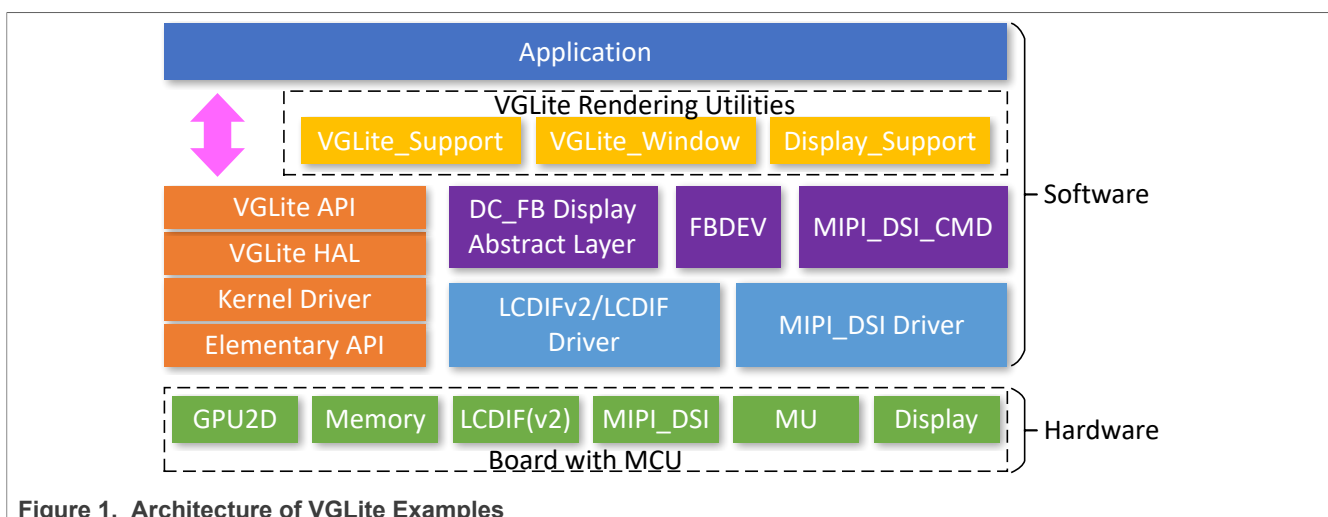 Application
VGLite Rendering Utilities
VGLite_Support VGLite_Window Display_Support
VGLite API
VGLite HAL
Kernel Driver
Elementary API
DC_FB Display
Abstract Layer
FBDEV
MIPI_DSI_CMD
LCDIFv2/LCDIF
Driver
MIPI_DSI Driver
Software
GPU2D Memory LCDIF(v2) MIPI_DSI MU Display
Board with MCU
Hardware
Figure 1. Architecture of VGLite Examples